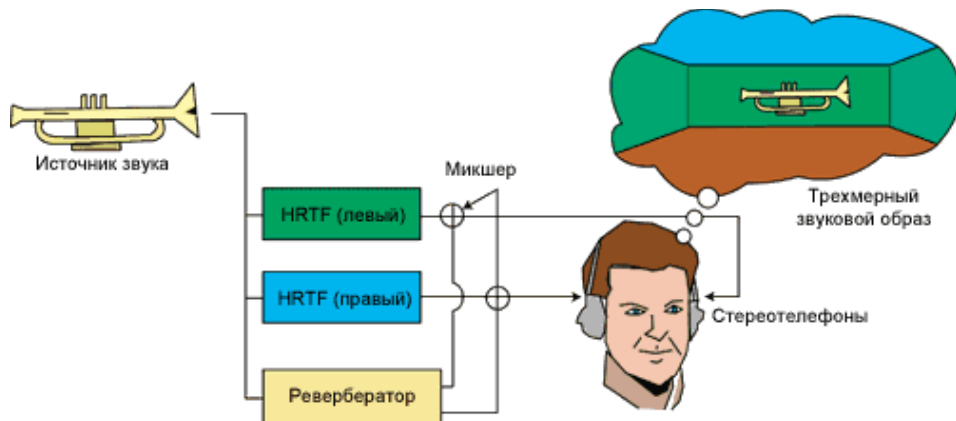 Источник звука
HRTF (левый)
HRTF (правый)
Ревербератор
Микшер
Трехмерный
звуковой образ
Стереотелефоны